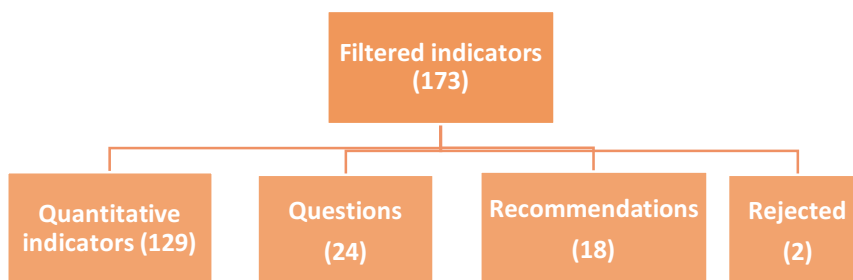 Filtered indicators
(173)
Quantitative
indicators (129)
Questions
(24)
Recommendations
(18)
Rejected
(2)